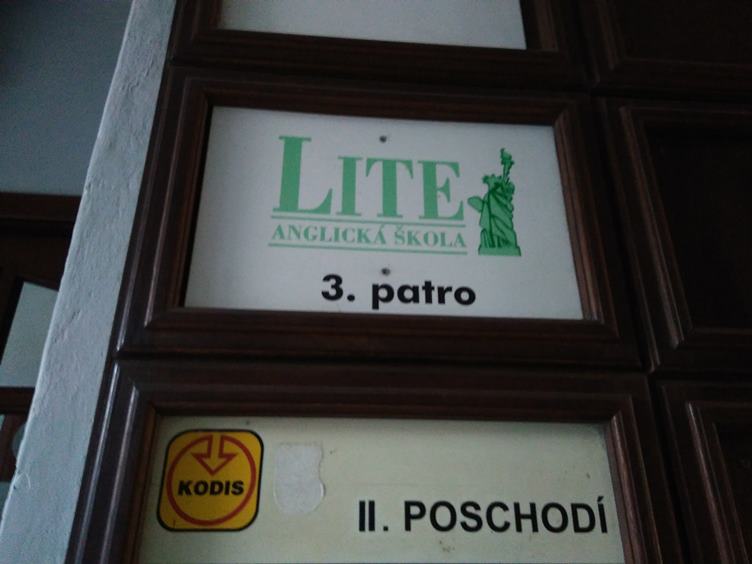 LITE
ANGLICKÁ ŠKOLA
3. patro
KODIS
II. POSCHODÍ